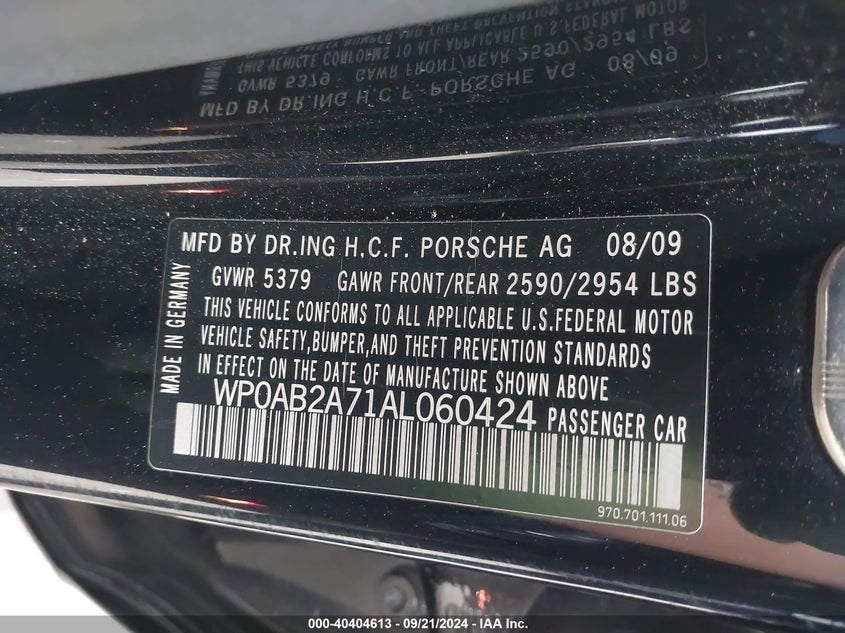 MFD BY DR.ING H.C.F. PORSCHE AG 08/09
GVWR 5379 GAWR FRONT/REAR 2590/2954 LBS
THIS VEHICLE CONFORMS TO ALL APPLICABLE U.S.FEDERAL MOTOR
VEHICLE SAFETY,BUMPER,AND THEFT PREVENTION STANDARDS
IN EFFECT ON THE DATE OF MANUFACTURE SHOWN ABOVE
WP0AB2A71AL060424 PASSENGER CAR
MADE IN GERMANY
970.701.111.06
000-40404613 - 09/21/2024 - IAA Inc.